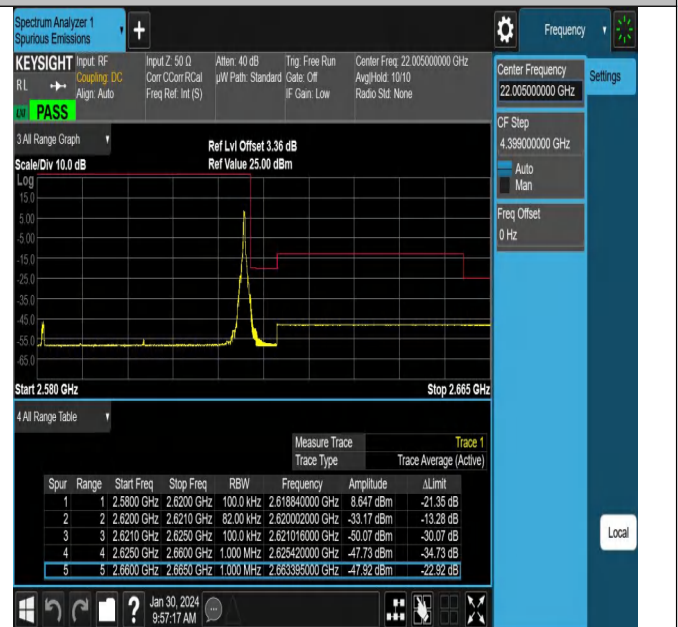 Spectrum Analyzer 1
Spurious Emissions
Frequency
KEYSIGHT
RL
Input: RF
Coupling: DC
Align: Auto
Input Z: 50 Ω
Corr CCorr RCal
Freq Ref: Int (S)
Atten: 40 dB
µW Path: Standard
Trig: Free Run
Gate: Off
IF Gain: Low
Center Freq: 22.005000000 GHz
Avg|Hold: 10/10
Radio Std: None
LXI PASS
Center Frequency
22.005000000 GHz
Settings
CF Step
4.399000000 GHz
Auto
Man
Freq Offset
0 Hz
3 All Range Graph
Scale/Div 10.0 dB
Ref Lvl Offset 3.36 dB
Ref Value 25.00 dBm
Log
15.0
5.00
-5.00
-15.0
-25.0
-35.0
-45.0
-55.0
-65.0
Start 2.580 GHz Stop 2.665 GHz
4 All Range Table
Measure Trace Trace 1
Trace Type Trace Average (Active)
Spur Range Start Freq Stop Freq RBW Frequency Amplitude ΔLimit
1 1 2.5800 GHz 2.6200 GHz 100.0 kHz 2.618840000 GHz 8.647 dBm -21.35 dB
2 2 2.6200 GHz 2.6210 GHz 82.00 kHz 2.620002000 GHz -33.17 dBm -13.28 dB
3 3 2.6210 GHz 2.6250 GHz 100.0 kHz 2.621016000 GHz -50.07 dBm -30.07 dB
4 4 2.6250 GHz 2.6600 GHz 1.000 MHz 2.625420000 GHz -47.73 dBm -34.73 dB
5 5 2.6600 GHz 2.6650 GHz 1.000 MHz 2.663395000 GHz -47.92 dBm -22.92 dB
Local
?
Jan 30, 2024
9:57:17 AM